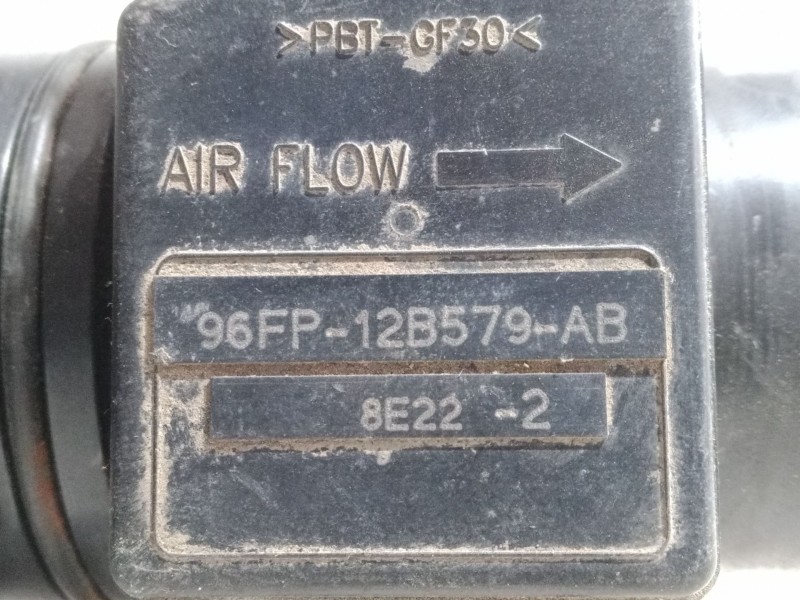 >PBT-GF30<
AIR FLOW
96FP-12B579-AB
8E22 -2